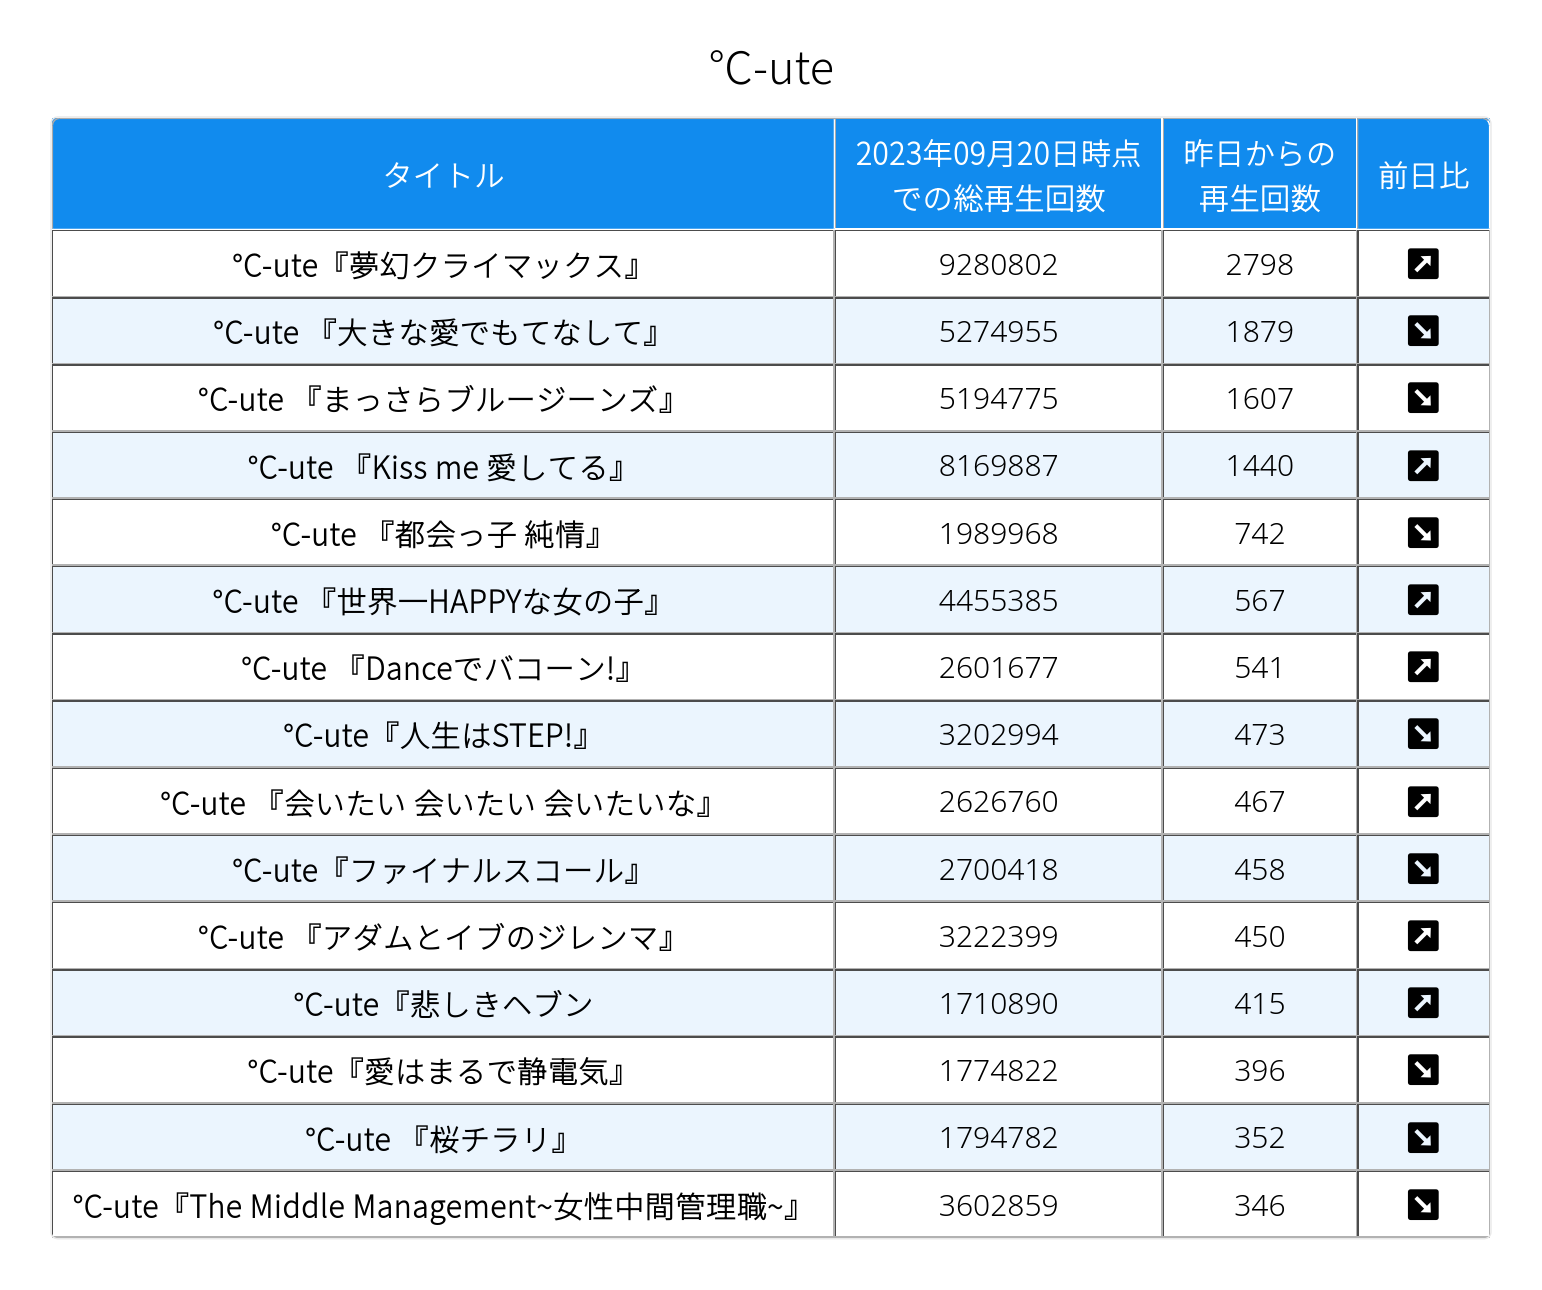 ℃-ute
タイトル
2023年09月20日時点
での総再生回数
昨日からの
再生回数
前日比
℃-ute『夢幻クライマックス』 9280802 2798
℃-ute 『大きな愛でもてなして』 5274955 1879
℃-ute 『まっさらブルージーンズ』 5194775 1607
℃-ute 『Kiss me 愛してる』 8169887 1440
℃-ute 『都会っ子 純情』 1989968 742
℃-ute 『世界一HAPPYな女の子』 4455385 567
℃-ute 『Danceでバコーン!』 2601677 541
℃-ute『人生はSTEP!』 3202994 473
℃-ute 『会いたい 会いたい 会いたいな』 2626760 467
℃-ute『ファイナルスコール』 2700418 458
℃-ute 『アダムとイブのジレンマ』 3222399 450
℃-ute『悲しきヘブン 1710890 415
℃-ute『愛はまるで静電気』 1774822 396
℃-ute 『桜チラリ』 1794782 352
℃-ute『The Middle Management~女性中間管理職~』 3602859 346